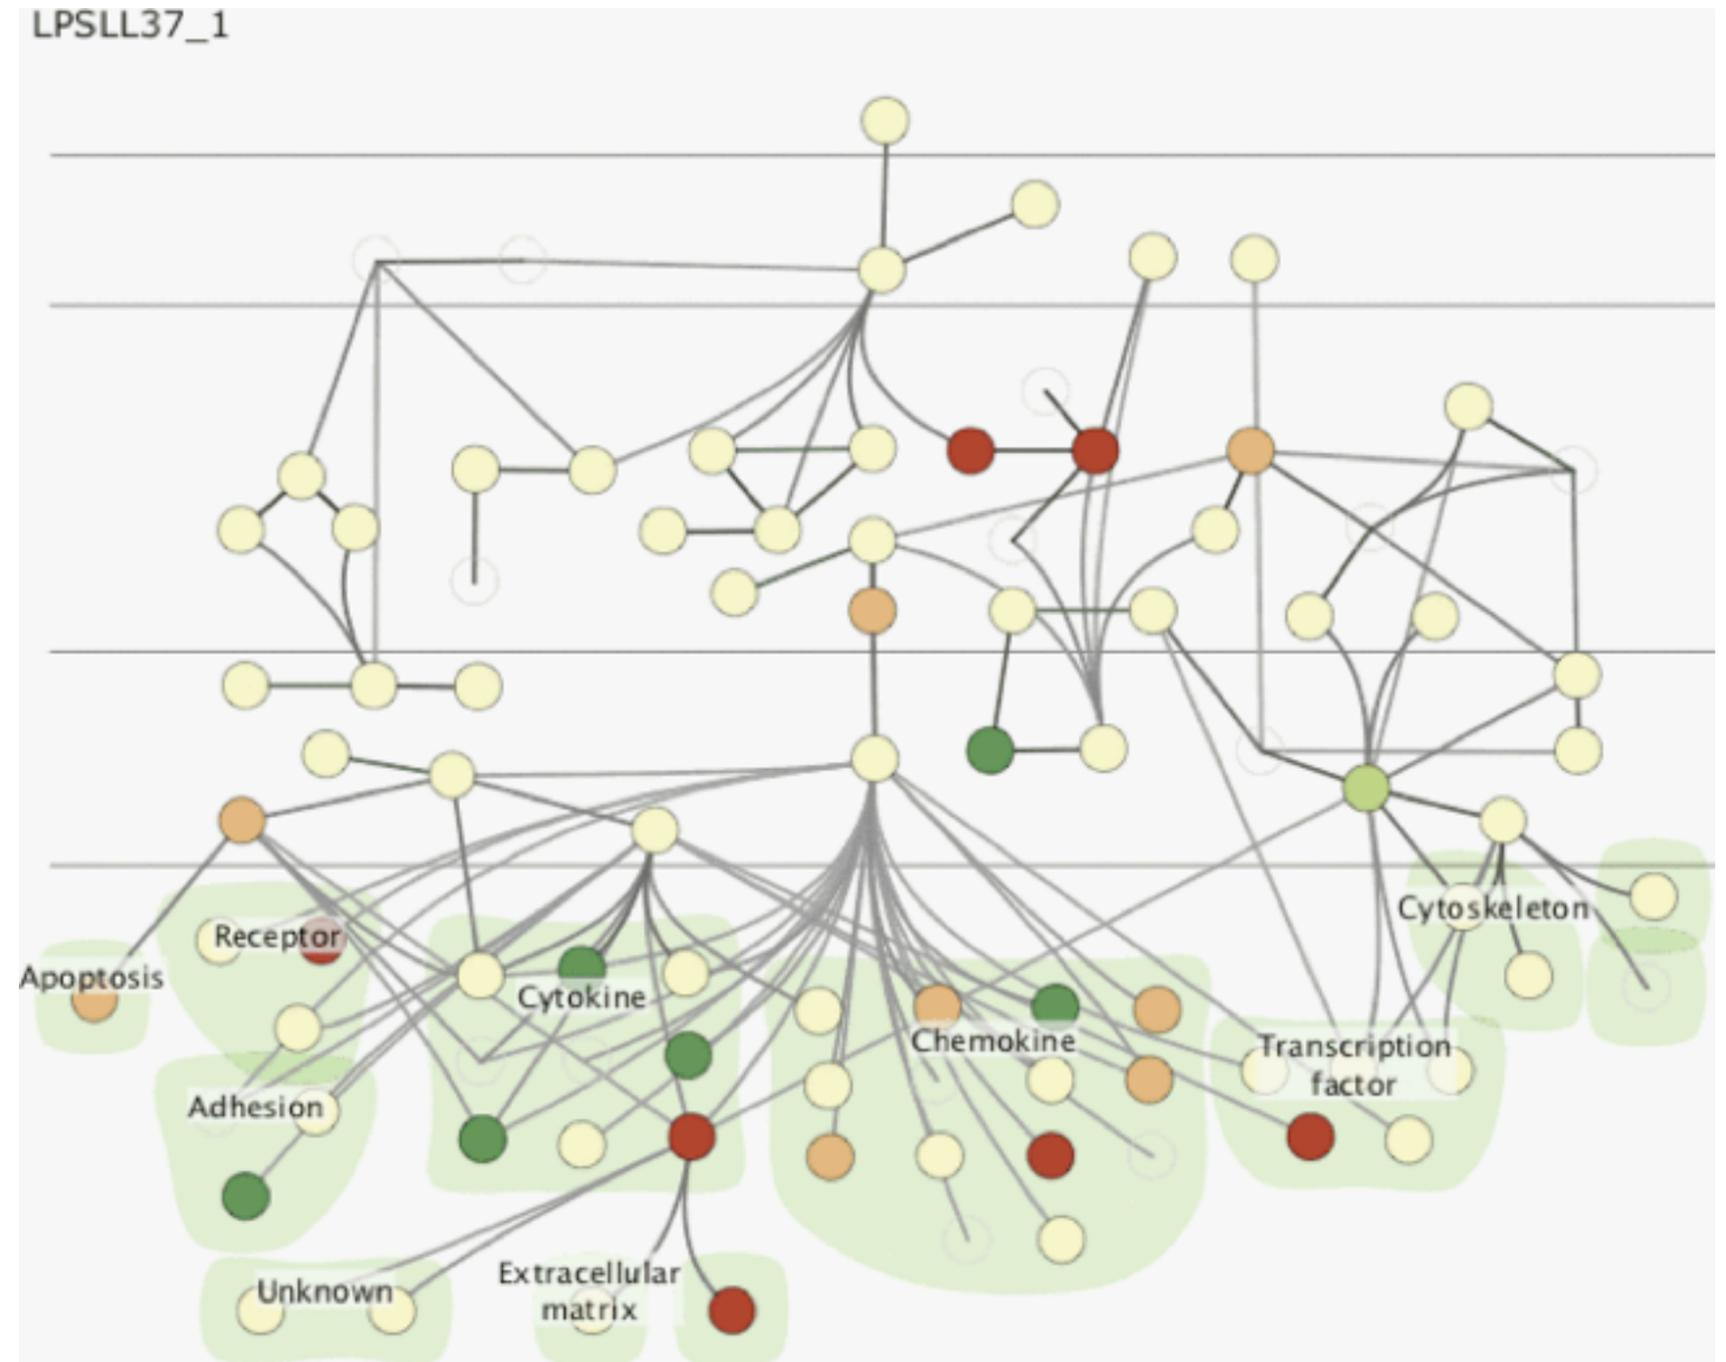 LPSLL37_1
Cytoskeleton
Receptor
Apoptosis
Cytokine
Chemokine
Transcription
factor
Adhesion
Unknown
Extracellular
matrix